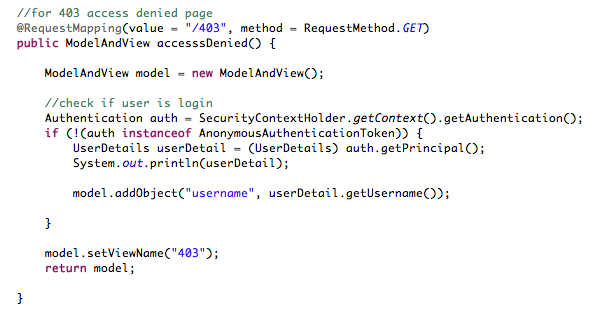 //for 403 access denied page
@RequestMapping(value = "/403", method = RequestMethod.GET)
public ModelAndView accesssDenied() {
ModelAndView model = new ModelAndView();
//check if user is login
Authentication auth = SecurityContextHolder.getContext().getAuthentication();
if (!(auth instanceof AnonymousAuthenticationToken)) {
UserDetails userDetail = (UserDetails) auth.getPrincipal();
System.out.println(userDetail);
model.addObject("username", userDetail.getUsername());
}
model.setViewName("403");
return model;
}